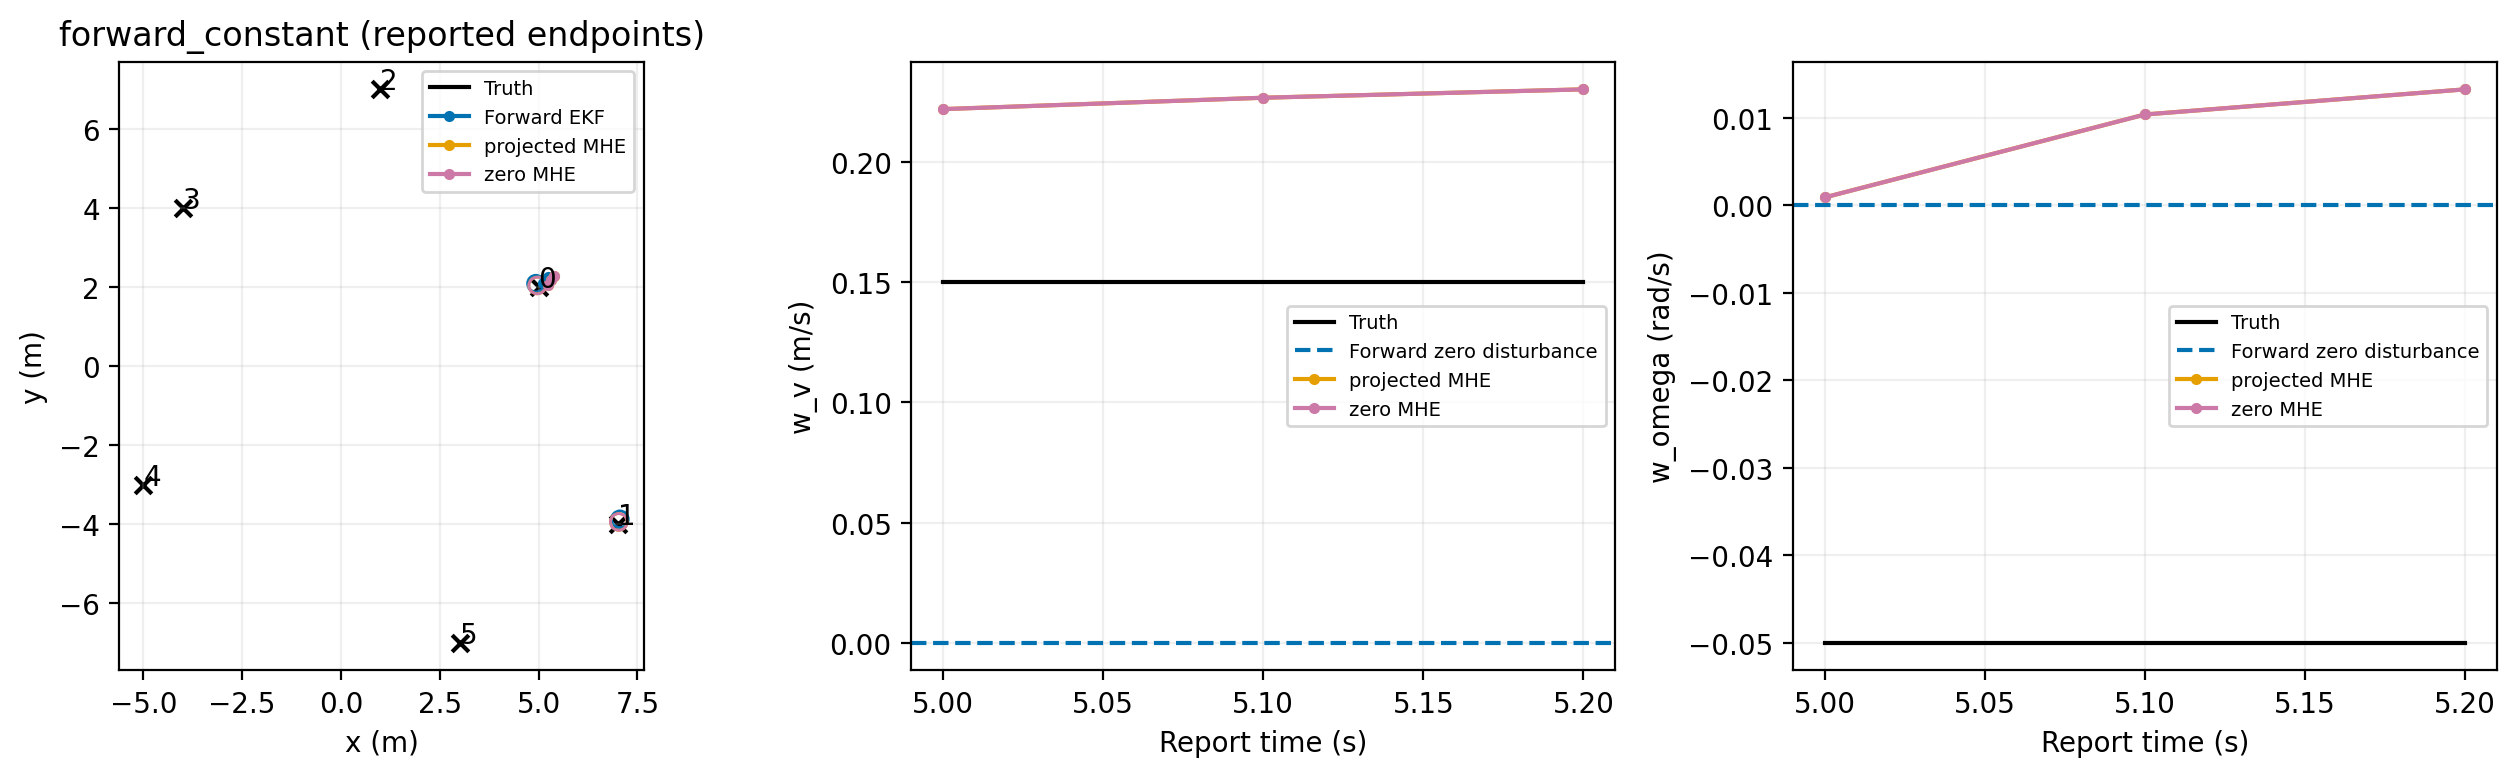 forward_constant (reported endpoints)
Truth
Forward EKF
projected MHE
zero MHE
2
3
0
4
1
5
6
4
2
0
−2
−4
−6
y (m)
−5.0
−2.5
0.0
2.5
5.0
7.5
x (m)
0.20
0.15
0.10
0.05
0.00
w_v (m/s)
Truth
Forward zero disturbance
projected MHE
zero MHE
5.00
5.05
5.10
5.15
5.20
Report time (s)
0.01
0.00
−0.01
−0.02
−0.03
−0.04
−0.05
w_omega (rad/s)
Truth
Forward zero disturbance
projected MHE
zero MHE
5.00
5.05
5.10
5.15
5.20
Report time (s)